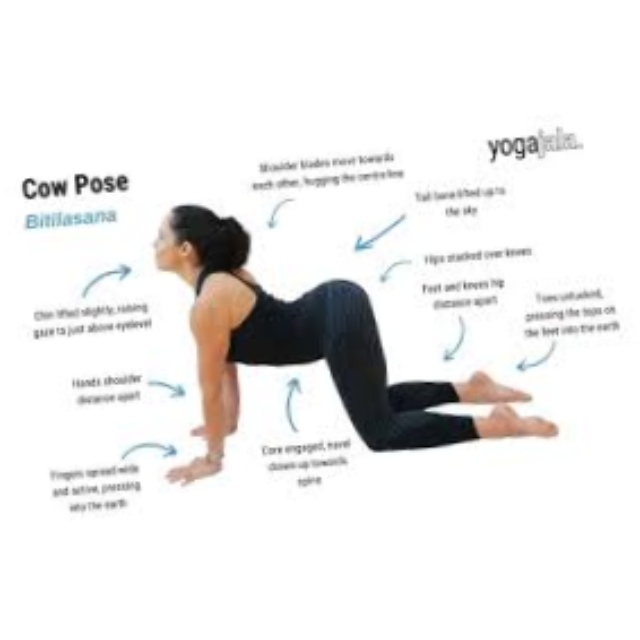 yogajala.
Cow Pose
Bitilasana
Shoulder blades move towards
each other, hugging the centre line
Tail bone lifted up to
the sky
Hips stacked over knees
Feet and knees hip
distance apart
Toes untucked,
pressing the tops on
the feet into the earth
Chin lifted slightly, raising
gaze to just above eyelevel
Hands shoulder
distance apart
Fingers spread wide
and active, pressing
into the earth
Core engaged, navel
drawn up towards
spine